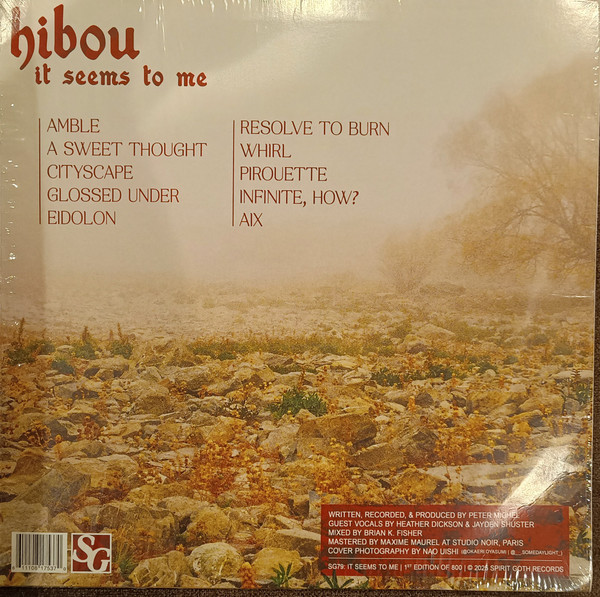 hibou
it seems to me
AMBLE
A SWEET THOUGHT
CITYSCAPE
GLOSSED UNDER
EIDOLON
RESOLVE TO BURN
WHIRL
PIROUETTE
INFINITE, HOW?
AIX
WRITTEN, RECORDED, & PRODUCED BY PETER MICHEL
GUEST VOCALS BY HEATHER DICKSON & JAYDEN SHUSTER
MIXED BY BRIAN K. FISHER
MASTERED BY MAXIME MAUREL AT STUDIO NOIR, PARIS
COVER PHOTOGRAPHY BY NAO UISHI
SG79: IT SEEMS TO ME | 1ST EDITION OF 800 | © 2025 SPIRIT GOTH RECORDS
SG